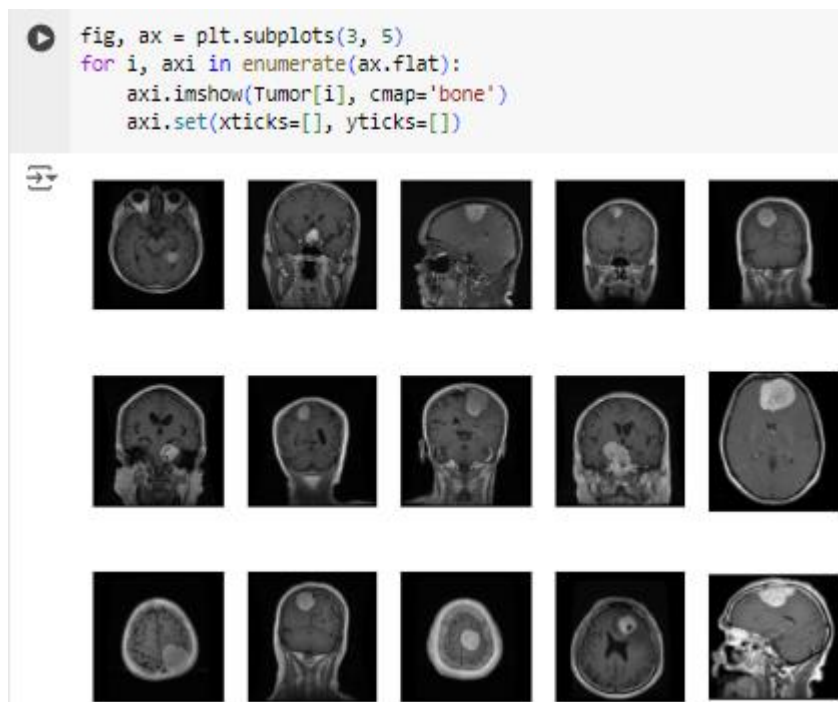 fig, ax = plt.subplots(3, 5)
for i, axi in enumerate(ax.flat):
    axi.imshow(Tumor[i], cmap='bone')
    axi.set(xticks=[], yticks=[])